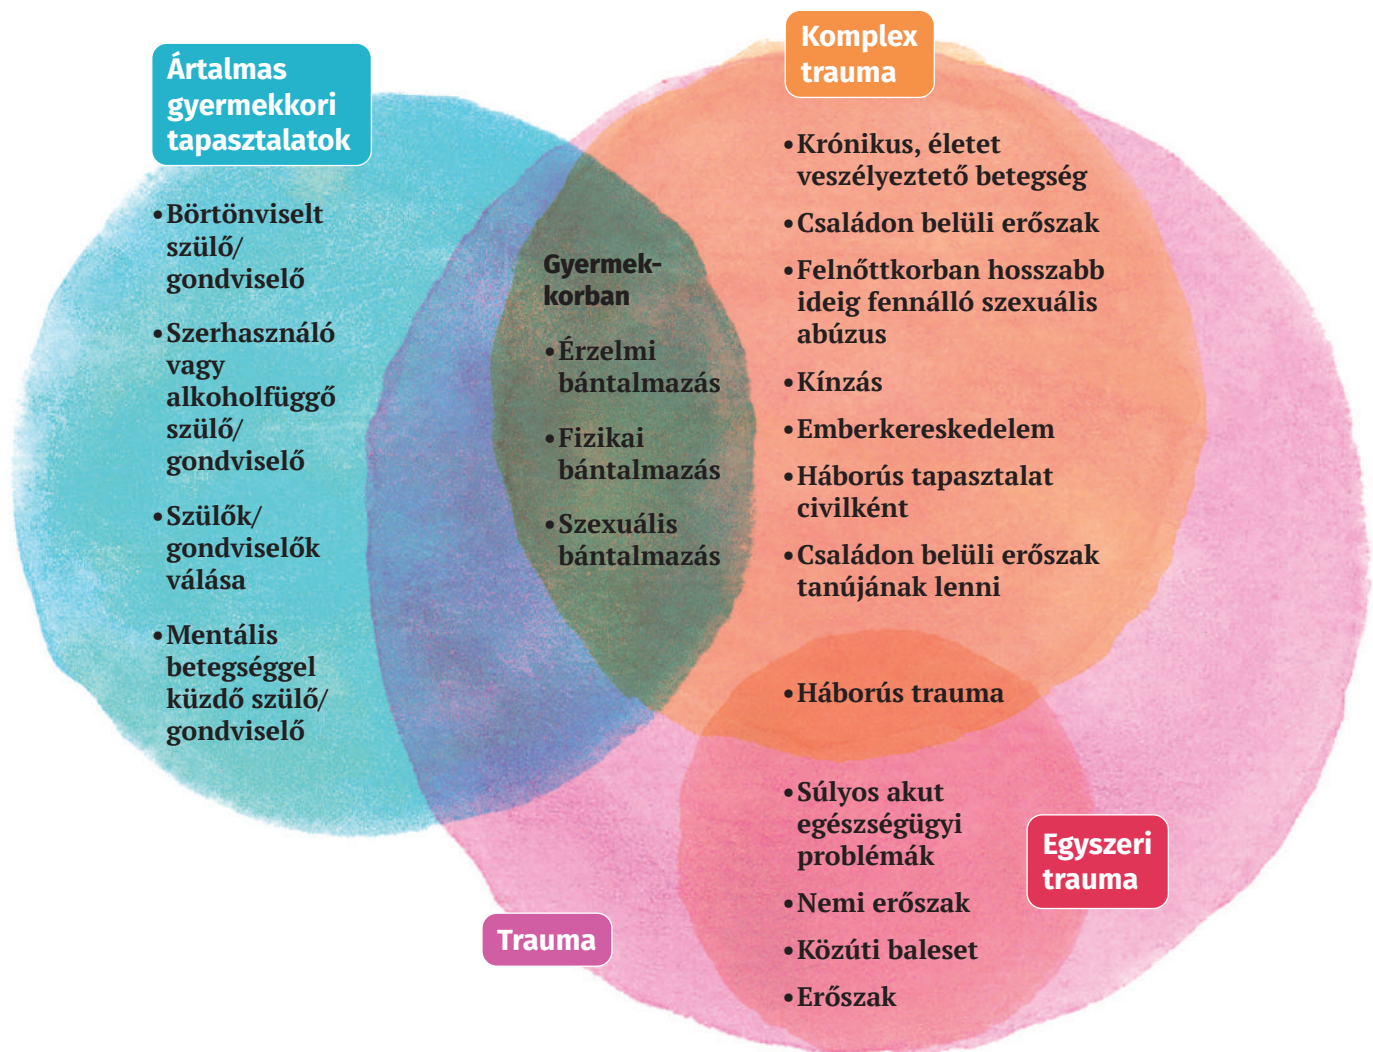 Ártalmas
gyermekkori
tapasztalatok
•Börtönviselt
szülő/
gondviselő
•Szerhasználó
vagy
alkoholfüggő
szülő/
gondviselő
•Szülők/
gondviselők
válása
•Mentális
betegséggel
küzdő szülő/
gondviselő
Gyermek-
korban
•Érzelmi
bántalmazás
•Fizikai
bántalmazás
•Szexuális
bántalmazás
Komplex
trauma
•Krónikus, életet
veszélyeztető betegség
•Családon belüli erőszak
•Felnőttkorban hosszabb
ideig fennálló szexuális
abúzus
•Kínzás
•Emberkereskedelem
•Háborús tapasztalat
civilként
•Családon belüli erőszak
tanújának lenni
•Háborús trauma
•Súlyos akut
egészségügyi
problémák
•Nemi erőszak
•Közúti baleset
•Erőszak
Egyszeri
trauma
Trauma